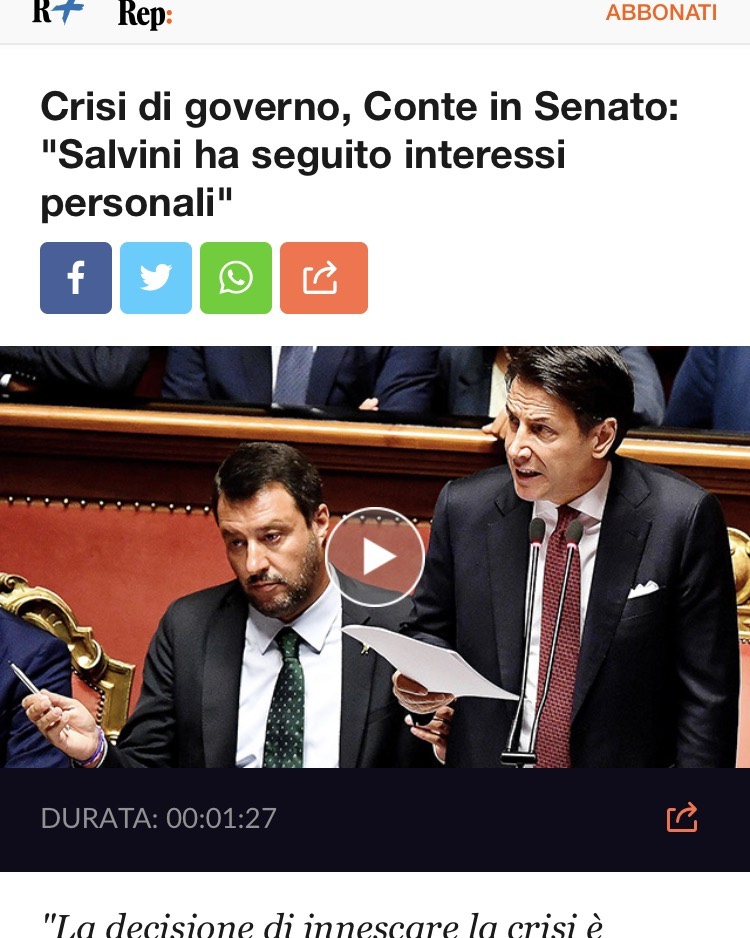 R+ Rep: ABBONATI
Crisi di governo, Conte in Senato:
"Salvini ha seguito interessi
personali"
DURATA: 00:01:27
"La decisione di innescare la crisi è